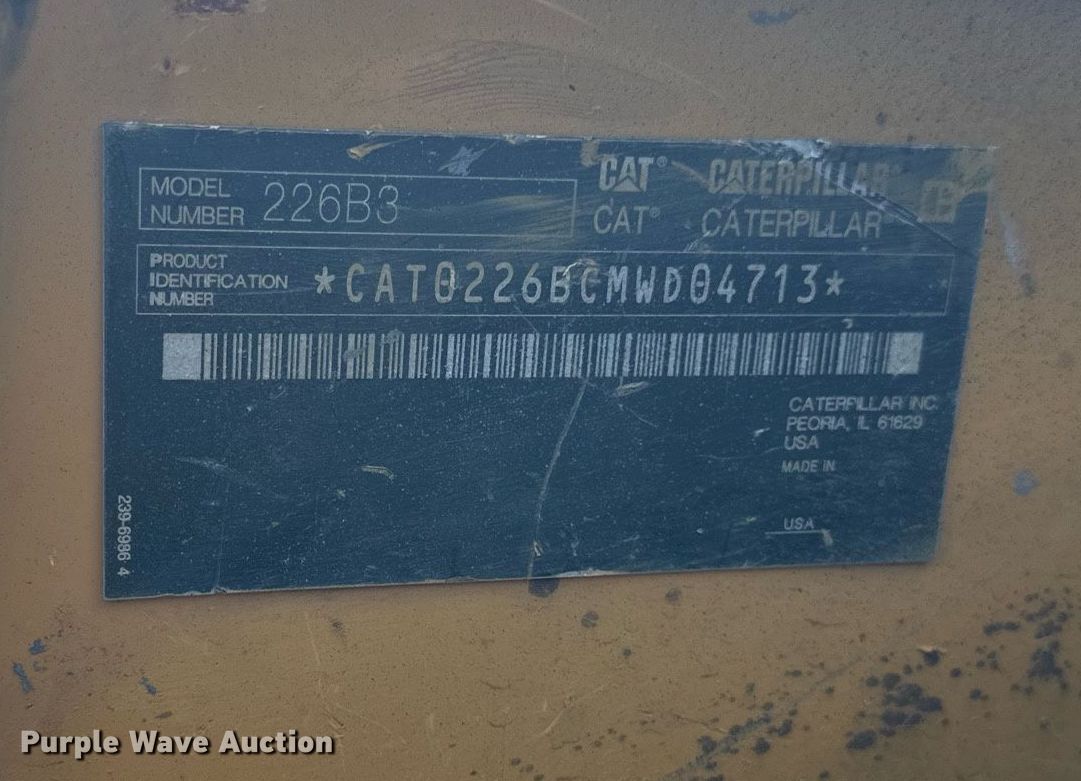 MODEL
NUMBER 226B3
CAT® CATERPILLAR
CAT® CATERPILLAR
PRODUCT
IDENTIFICATION
NUMBER
*CAT0226BCMWD04713*
CATERPILLAR INC.
PEORIA, IL 61629
USA
MADE IN
USA
239-6986 4
Purple Wave Auction